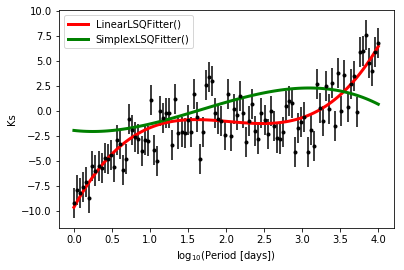 LinearLSQFitter()
SimplexLSQFitter()
10.0
7.5
5.0
2.5
0.0
−2.5
−5.0
−7.5
−10.0
Ks
0.0 0.5 1.0 1.5 2.0 2.5 3.0 3.5 4.0
log₁₀(Period [days])